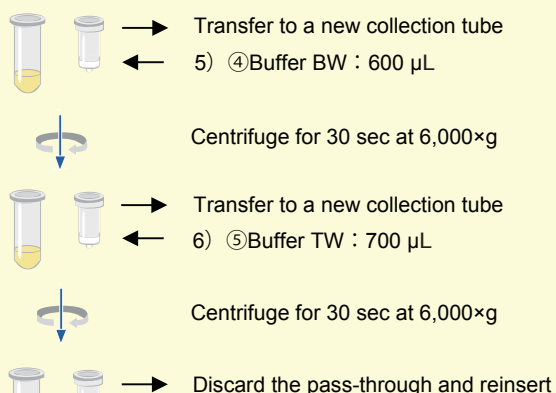 Transfer to a new collection tube
5） ④Buffer BW：600 µL
Centrifuge for 30 sec at 6,000×g
Transfer to a new collection tube
6） ⑤Buffer TW：700 µL
Centrifuge for 30 sec at 6,000×g
Discard the pass-through and reinsert